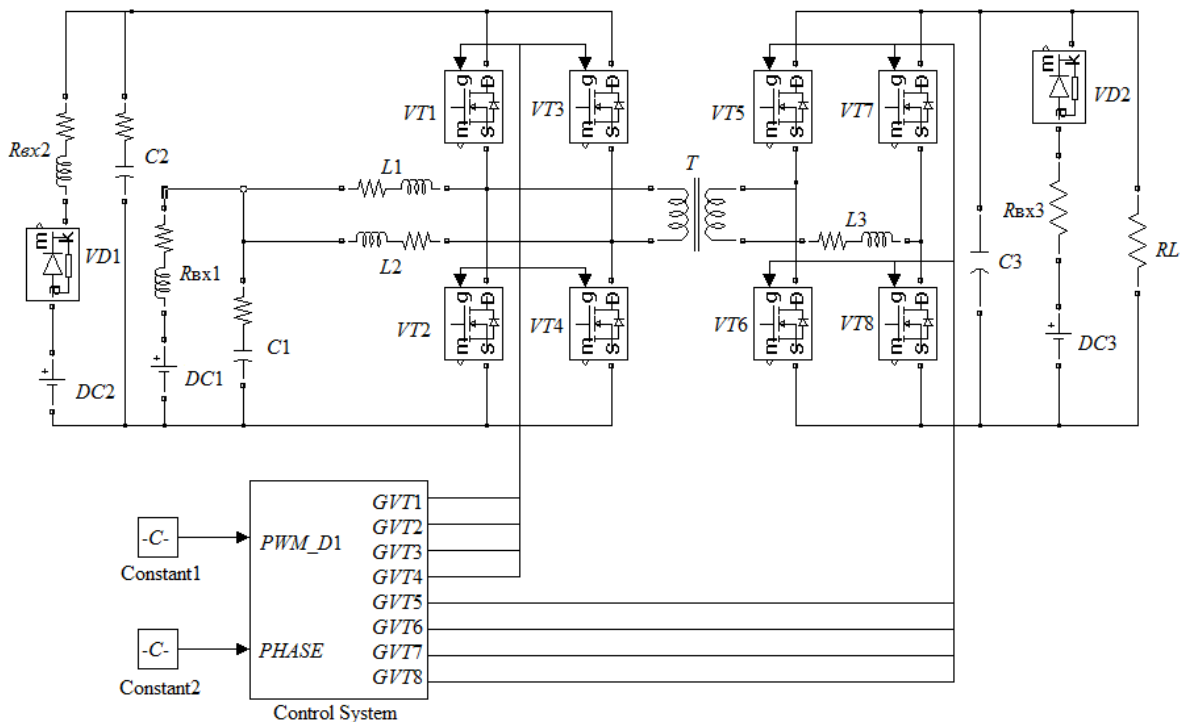 g D
m S
VT1
g D
m S
VT3
g D
m S
VT5
g D
m S
VT7
m k
a
VD2
Rвх2
C2
L1
T
Rвх3
RL
m k
a
VD1
Rвх1
L2
L3
C3
C1
g D
m S
VT2
g D
m S
VT4
g D
m S
VT6
g D
m S
VT8
+
DC2
+
DC1
+
DC3
-C-
Constant1
PWM_D1
GVT1
GVT2
GVT3
GVT4
GVT5
GVT6
GVT7
GVT8
-C-
Constant2
PHASE
Control System